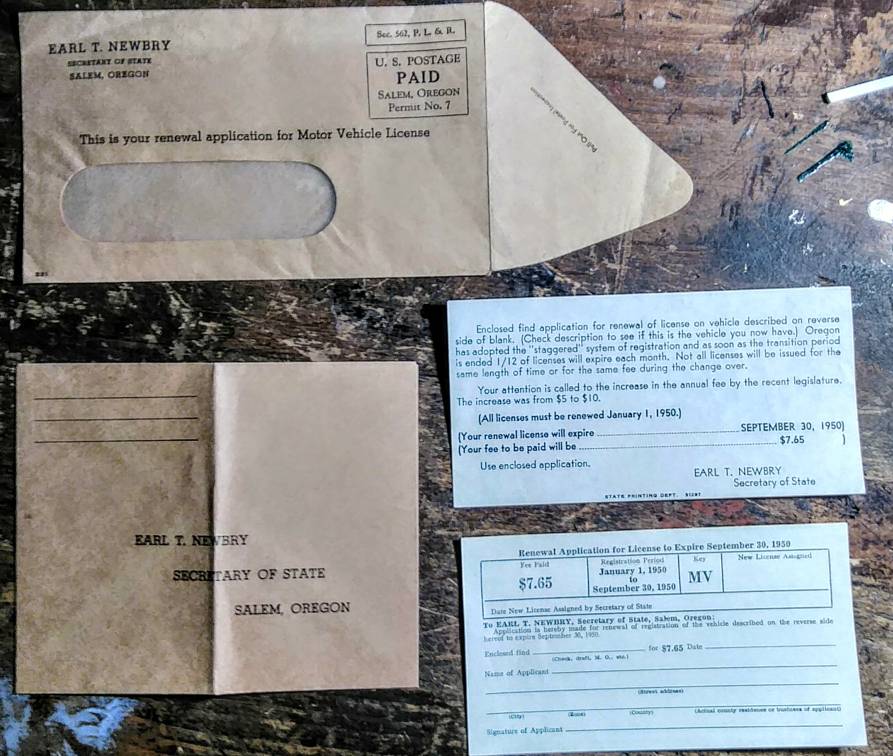 EARL T. NEWBRY
SECRETARY OF STATE
SALEM, OREGON
Sec. 562, P. L. & R.
U. S. POSTAGE
PAID
SALEM, OREGON
Permit No. 7
This is your renewal application for Motor Vehicle License
Pull Out For Postal Inspection
EARL T. NEWBRY
SECRETARY OF STATE
SALEM, OREGON
Enclosed find application for renewal of license on vehicle described on reverse
side of blank. (Check description to see if this is the vehicle you now have.) Oregon
has adopted the "staggered" system of registration and as soon as the transition period
is ended 1/12 of licenses will expire each month. Not all licenses will be issued for the
same length of time or for the same fee during the change over.
Your attention is called to the increase in the annual fee by the recent legislature.
The increase was from $5 to $10.
(All licenses must be renewed January 1, 1950.)
(Your renewal license will expire ........ SEPTEMBER 30, 1950)
(Your fee to be paid will be ........ $7.65 )
Use enclosed application.
EARL T. NEWBRY
Secretary of State
STATE PRINTING DEPT.
Renewal Application for License to Expire September 30, 1950
Fee Paid
$7.65
Registration Period
January 1, 1950
to
September 30, 1950
Key
MV
New License Assigned
Date New License Assigned by Secretary of State
To EARL T. NEWBRY, Secretary of State, Salem, Oregon:
Application is hereby made for renewal of registration of the vehicle described on the reverse side
hereof to expire September 30, 1950.
Enclosed find ________ for $7.65 Date ________
(Check, draft, M. O., etc.)
Name of Applicant
(Street address)
(City) (Zone) (County) (Actual county residence or business of applicant)
Signature of Applicant